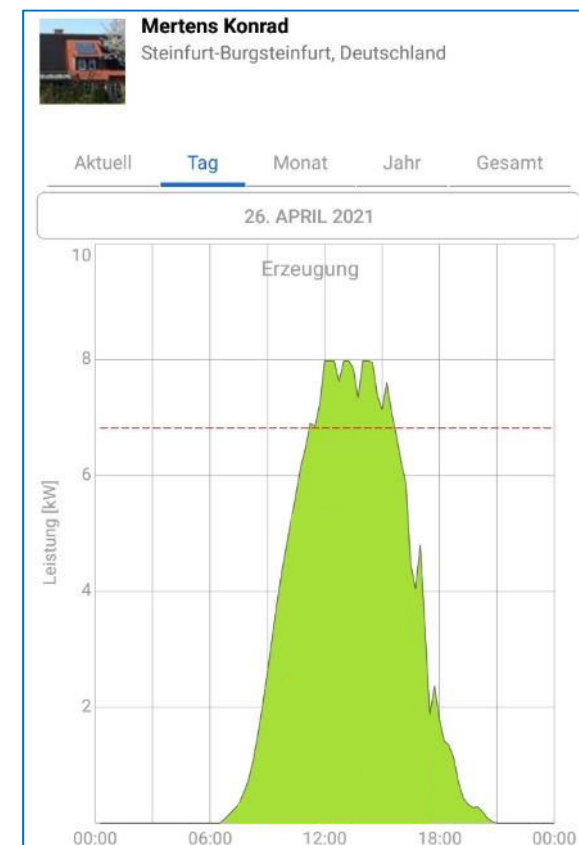 Mertens Konrad
Steinfurt-Burgsteinfurt, Deutschland
Aktuell Tag Monat Jahr Gesamt
26. APRIL 2021
Erzeugung
10
8
6
4
2
Leistung [kW]
00:00 06:00 12:00 18:00 00:00